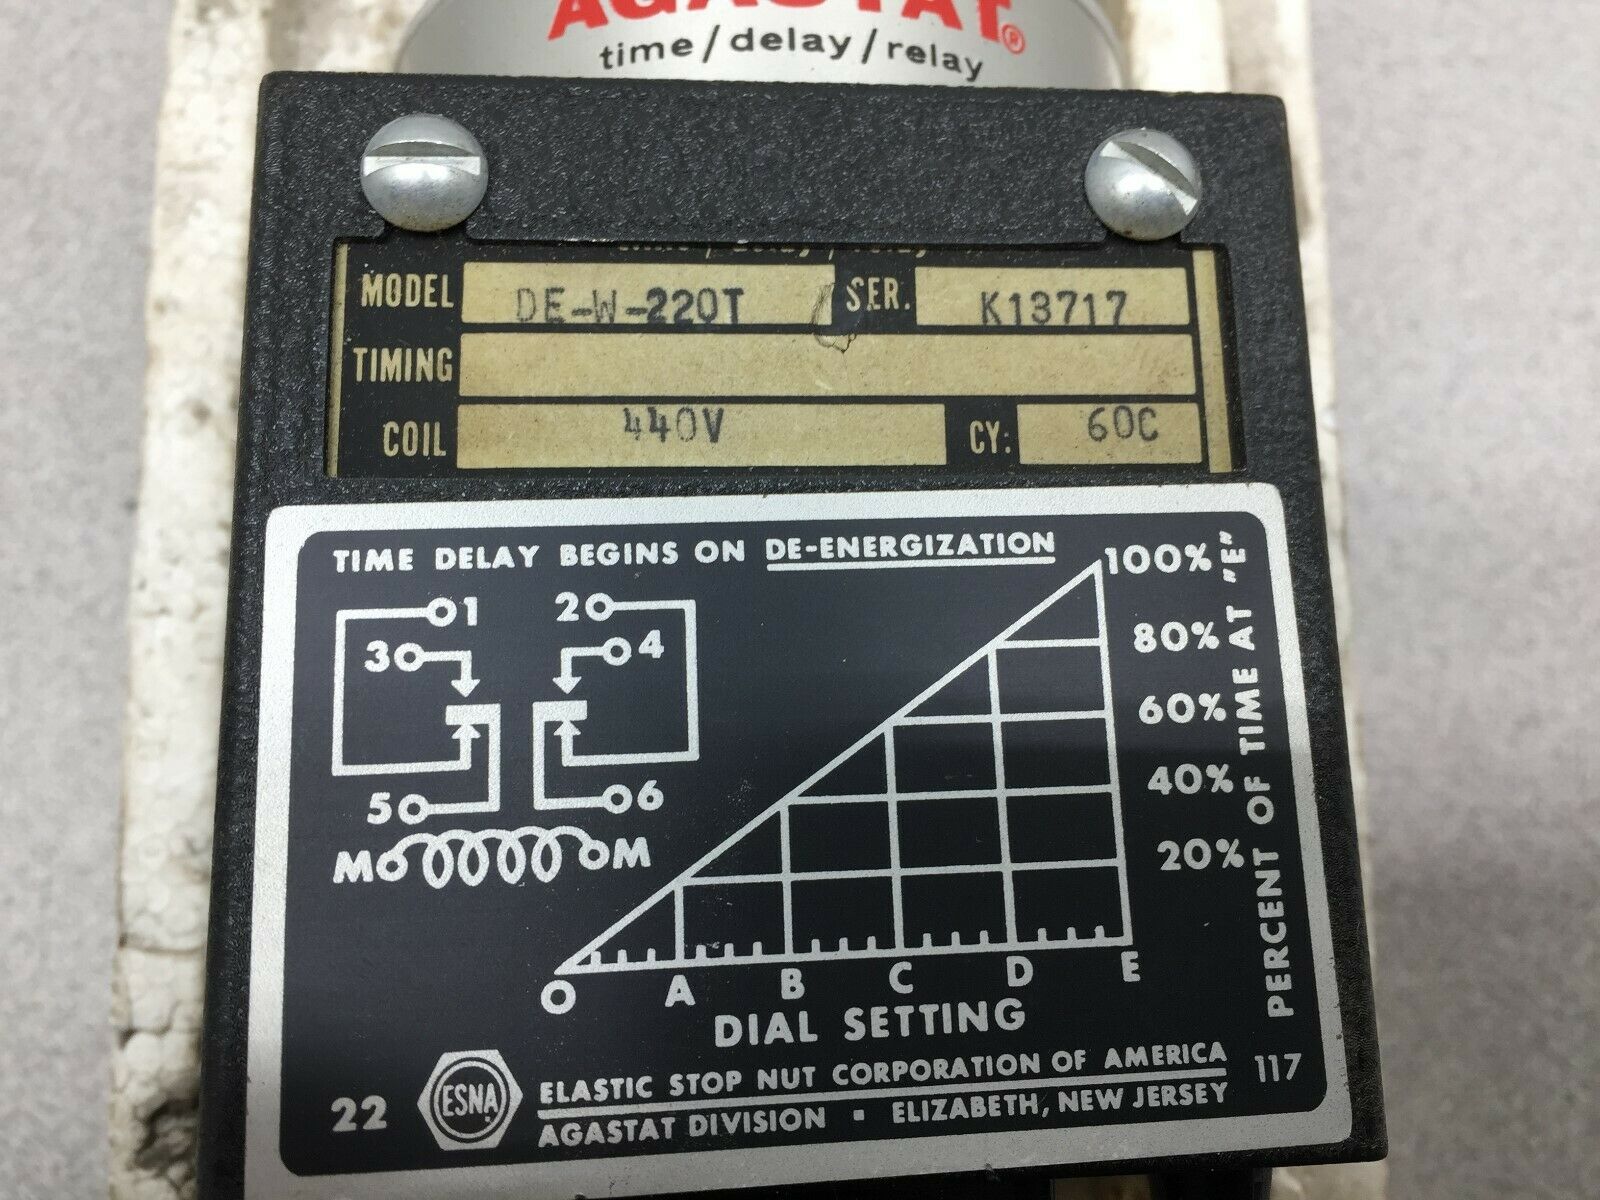 AGASTAT®
time/delay/relay
MODEL DE-W-220T SER. K13717
TIMING
COIL 440V CY: 60C
TIME DELAY BEGINS ON DE-ENERGIZATION
1 2
3 4
5 6
M M
100%
80%
60%
40%
20%
PERCENT OF TIME AT "E"
O A B C D E
DIAL SETTING
22 ESNA ELASTIC STOP NUT CORPORATION OF AMERICA 117
AGASTAT DIVISION · ELIZABETH, NEW JERSEY